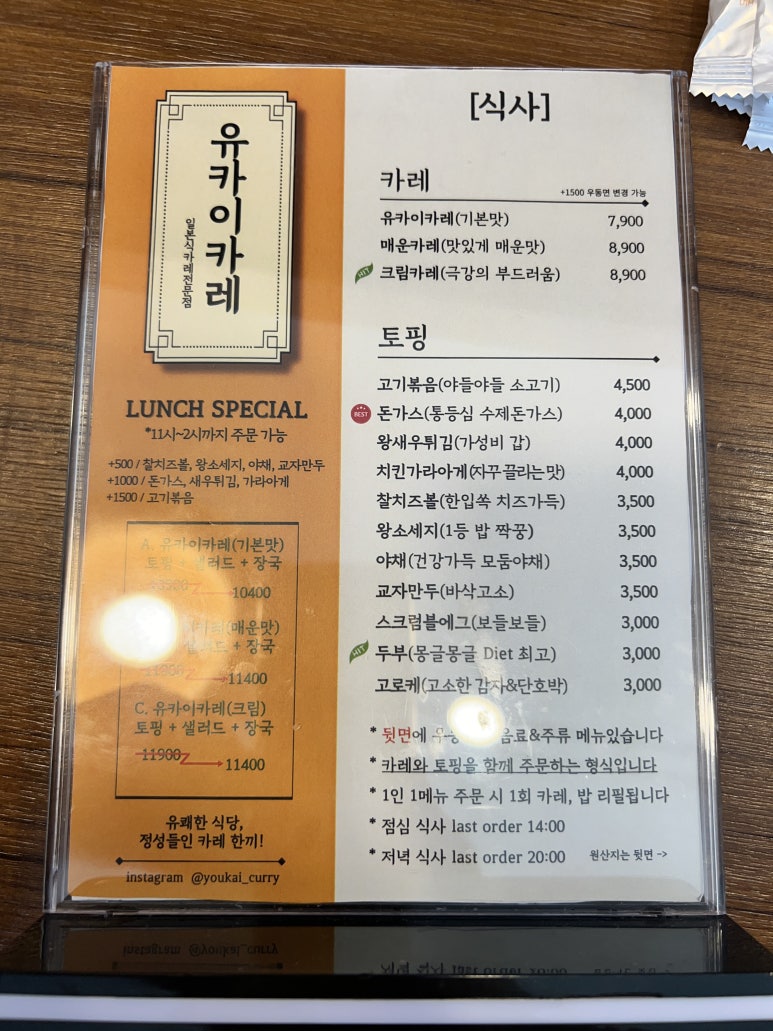 유카이카레
일본식카레전문점
LUNCH SPECIAL
*11시~2시까지 주문 가능
+500 / 찰치즈볼, 왕소세지, 야채, 교자만두
+1000 / 돈가스, 새우튀김, 가라아게
+1500 / 고기볶음
A. 유카이카레(기본맛)
토핑 + 샐러드 + 장국
10400
(매운맛)
샐러드 + 장국
11400
C. 유카이카레(크림)
토핑 + 샐러드 + 장국
11900 11400
유쾌한 식당,
정성들인 카레 한끼!
instagram @youkai_curry
[식사]
카레 +1500 우동면 변경 가능
유카이카레(기본맛) 7,900
매운카레(맛있게 매운맛) 8,900
HIT 크림카레(극강의 부드러움) 8,900
토핑
고기볶음(야들야들 소고기) 4,500
BEST 돈가스(통등심 수제돈가스) 4,000
왕새우튀김(가성비 갑) 4,000
치킨가라아게(자꾸 끌리는 맛) 4,000
찰치즈볼(한입쏙 치즈가득) 3,500
왕소세지(1등 밥 짝꿍) 3,500
야채(건강가득 모둠야채) 3,500
교자만두(바삭고소) 3,500
스크럼블에그(보들보들) 3,000
HIT 두부(몽글몽글 Diet 최고) 3,000
고로케(고소한 감자&단호박) 3,000
* 뒷면에 음료&주류 메뉴있습니다
* 카레와 토핑을 함께 주문하는 형식입니다
* 1인 1메뉴 주문 시 1회 카레, 밥 리필됩니다
* 점심 식사 last order 14:00
* 저녁 식사 last order 20:00 원산지는 뒷면 ->